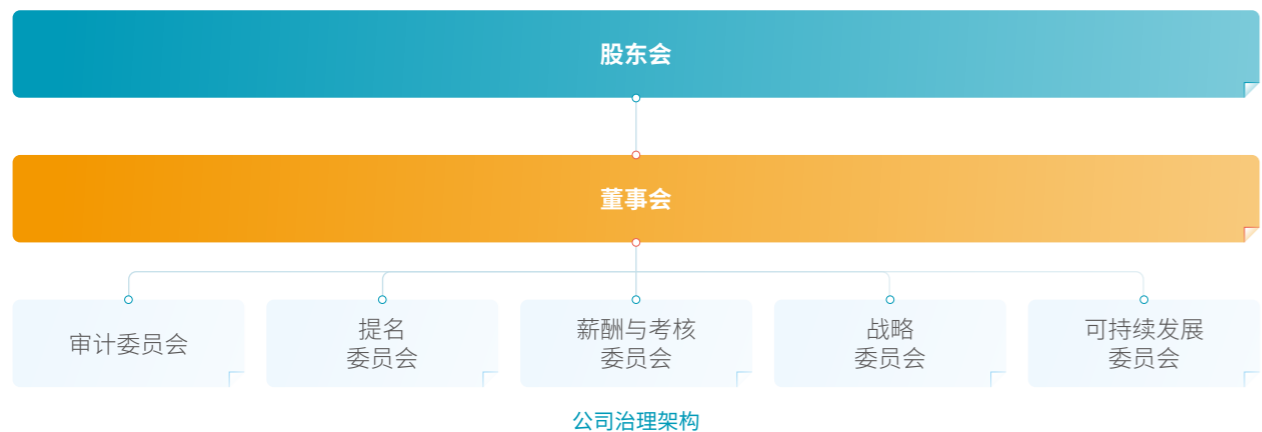 股东会
董事会
审计委员会
提名
委员会
薪酬与考核
委员会
战略
委员会
可持续发展
委员会
公司治理架构